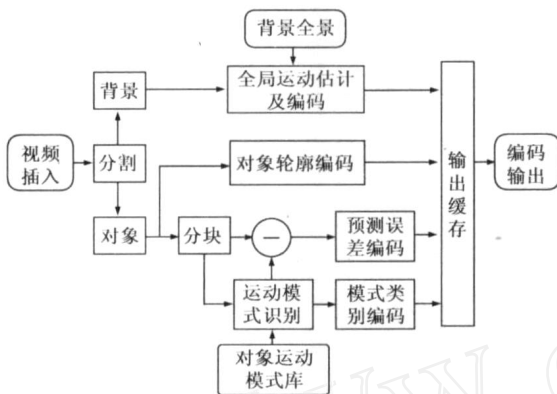 背景全景
背景
全局运动估计
及编码
视频
插入
分割
对象轮廓编码
输出缓存
编码
输出
对象
分块
预测误
差编码
运动模
式识别
模式类
别编码
对象运动
模式库